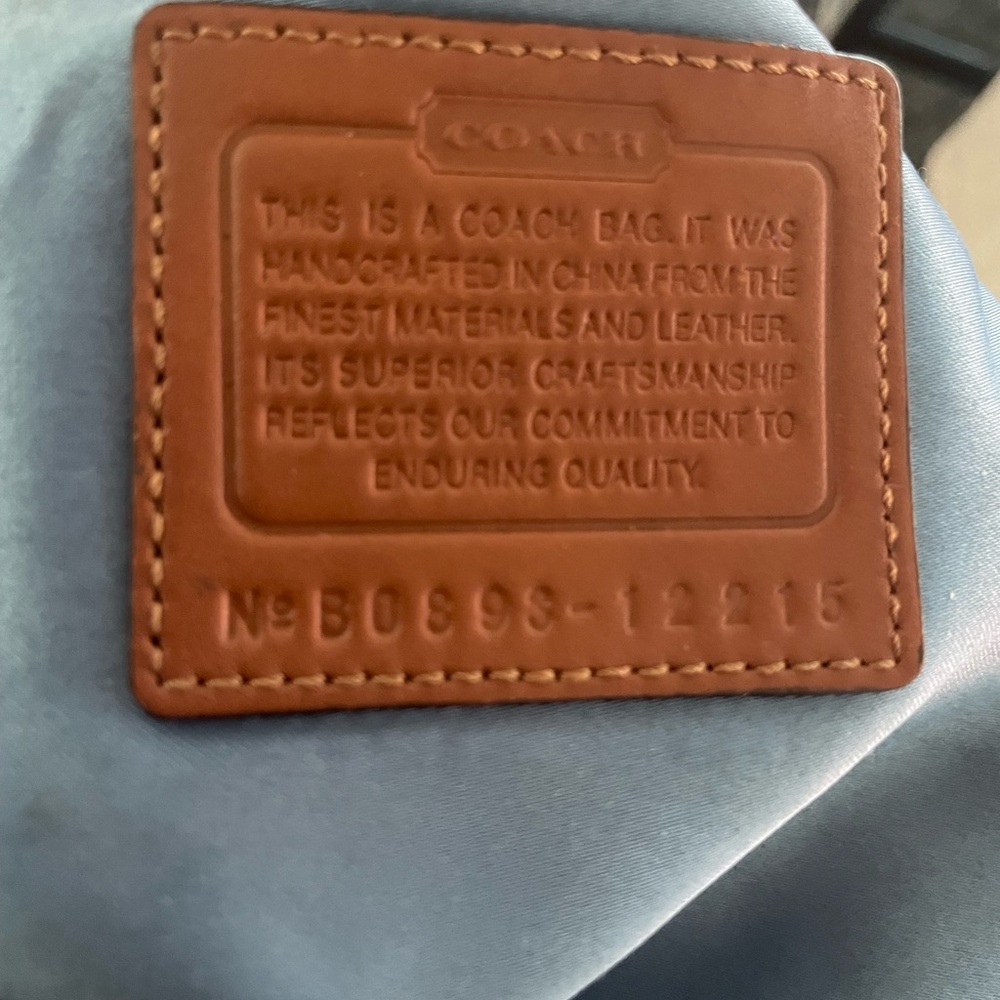 COACH
THIS IS A COACH BAG. IT WAS
HANDCRAFTED IN CHINA FROM THE
FINEST MATERIALS AND LEATHER.
ITS SUPERIOR CRAFTSMANSHIP
REFLECTS OUR COMMITMENT TO
ENDURING QUALITY.
Nº B0893-12215